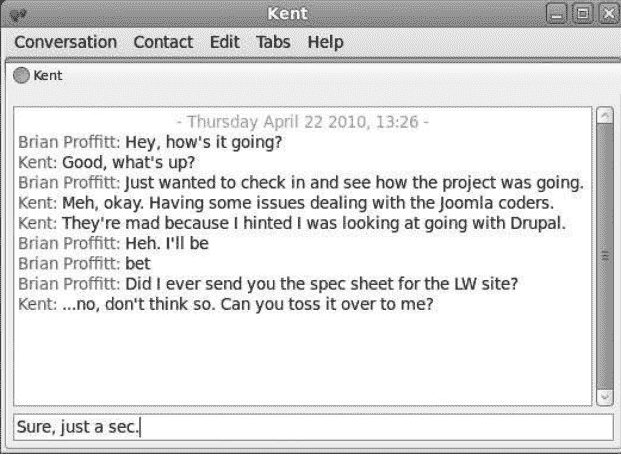 Kent
Conversation Contact Edit Tabs Help
Kent
- Thursday April 22 2010, 13:26 -
Brian Proffitt: Hey, how's it going?
Kent: Good, what's up?
Brian Proffitt: Just wanted to check in and see how the project was going.
Kent: Meh, okay. Having some issues dealing with the Joomla coders.
Kent: They're mad because I hinted I was looking at going with Drupal.
Brian Proffitt: Heh. I'll be
Brian Proffitt: bet
Brian Proffitt: Did I ever send you the spec sheet for the LW site?
Kent: ...no, don't think so. Can you toss it over to me?
Sure, just a sec.